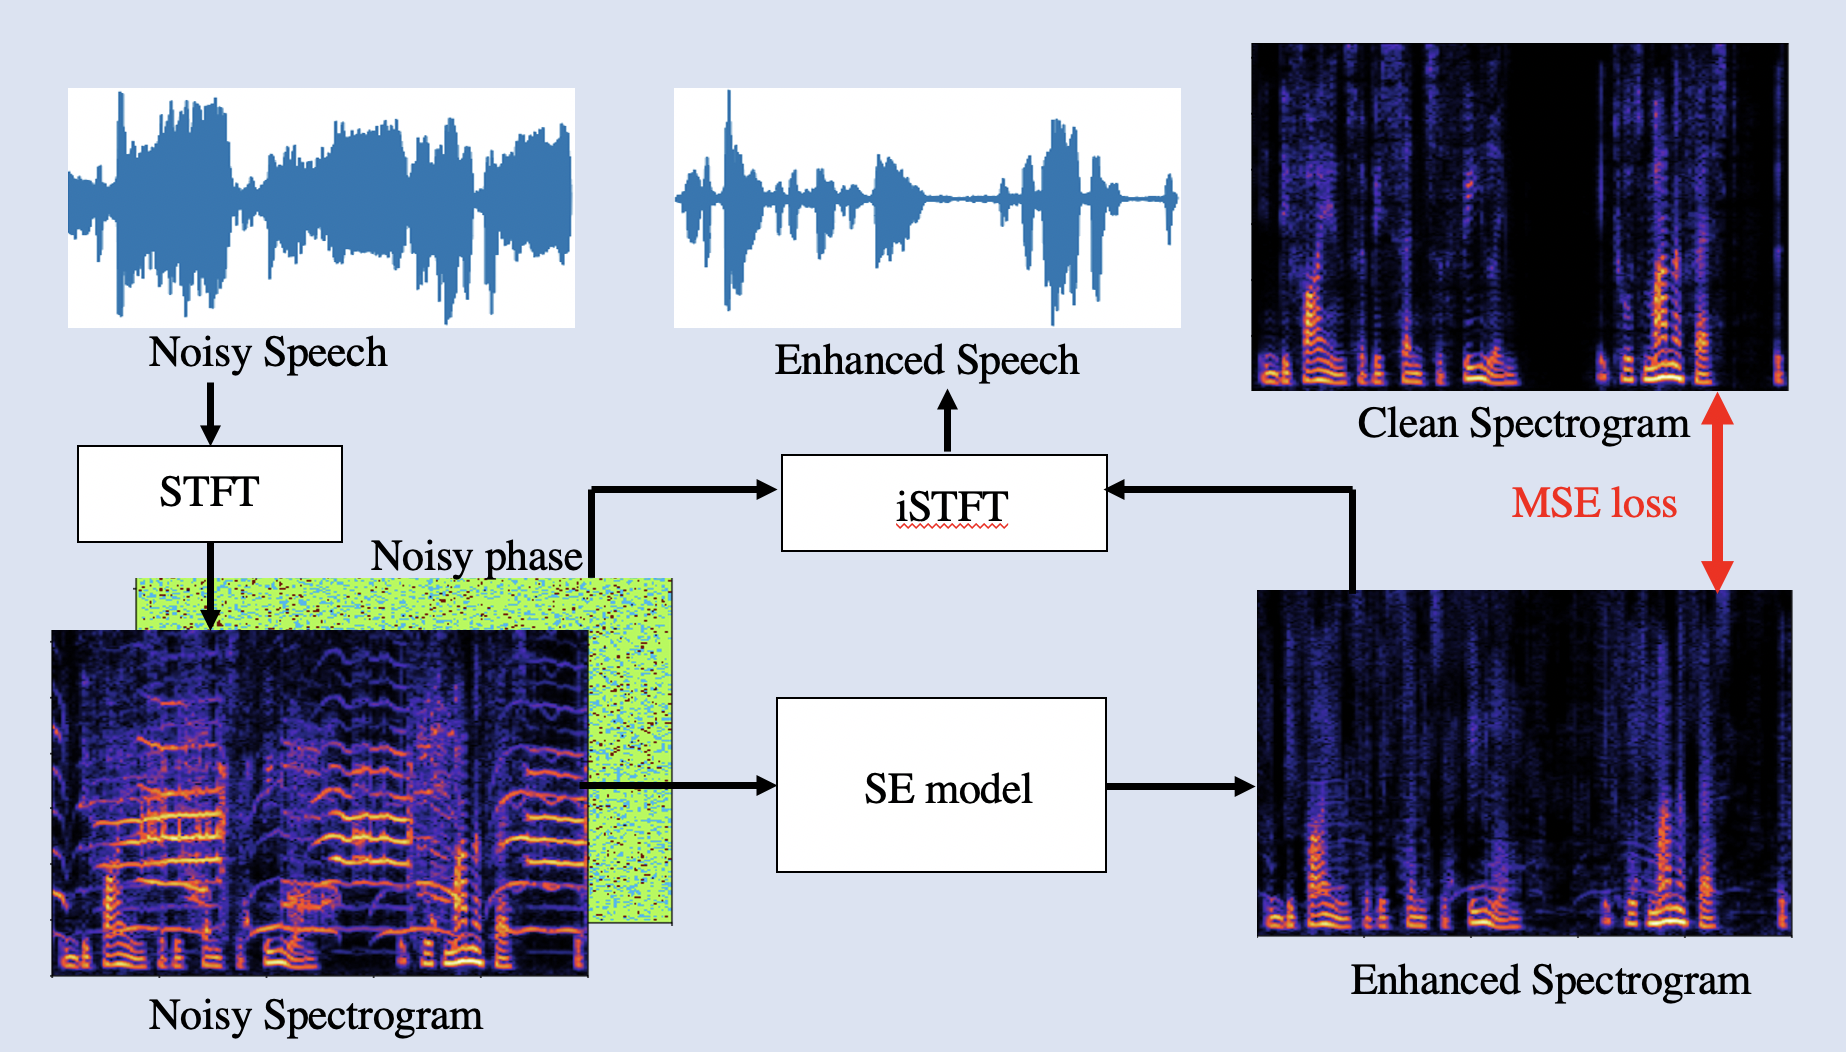 Noisy Speech
Enhanced Speech
Clean Spectrogram
STFT
iSTFT
MSE loss
Noisy phase
SE model
Enhanced Spectrogram
Noisy Spectrogram